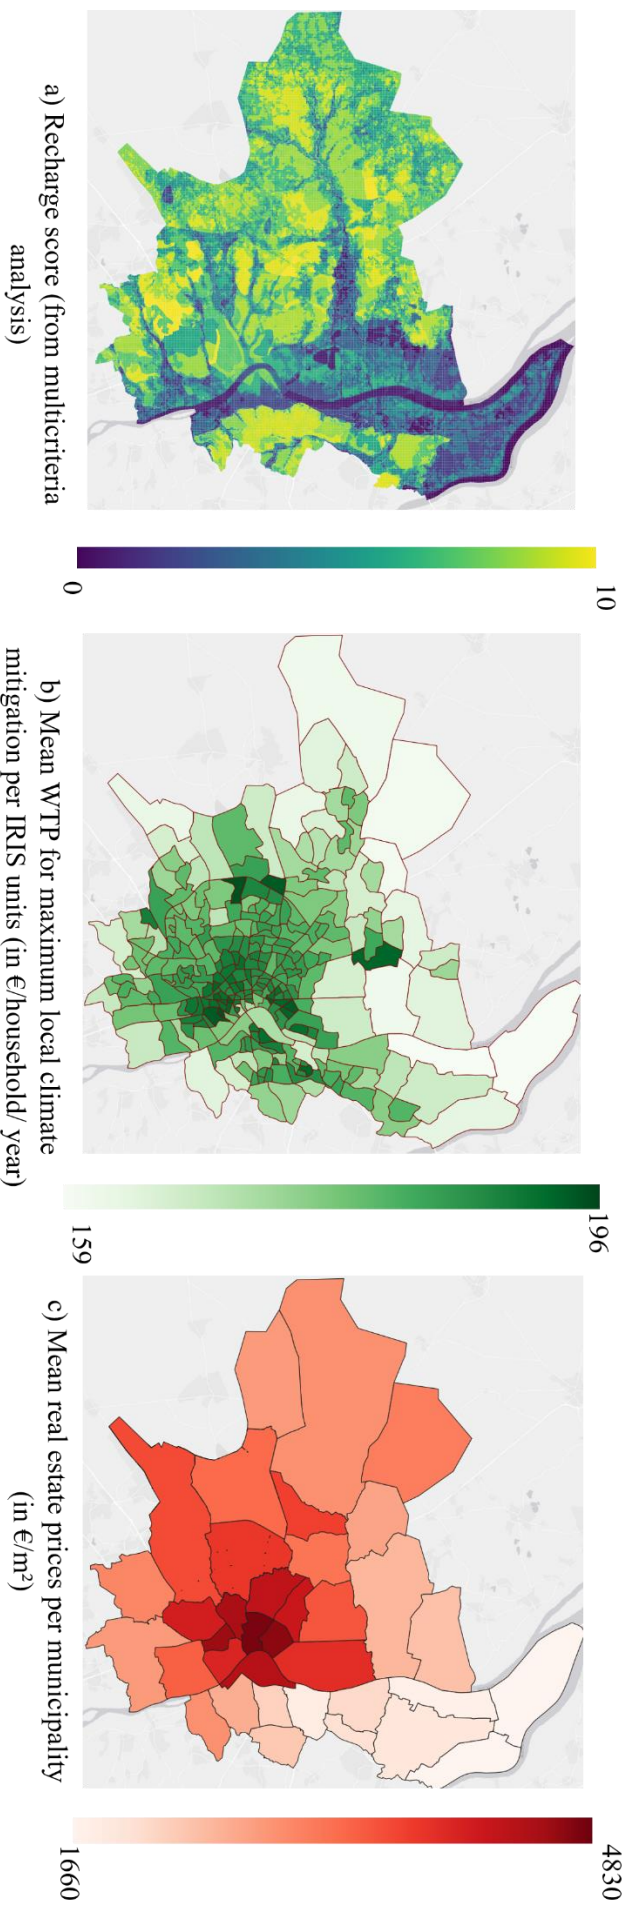 a) Recharge score (from multicriteria
analysis)
0
10
b) Mean WTP for maximum local climate
mitigation per IRIS units (in €/household/ year)
159
196
c) Mean real estate prices per municipality
(in €/m²)
1660
4830